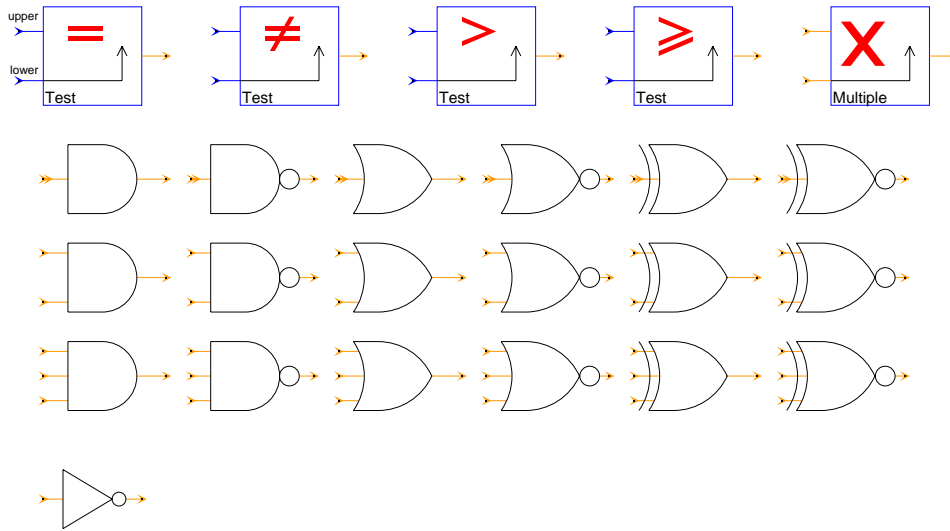 upper
= ≠ > ⩾ X
lower
Test Test Test Test Multiple